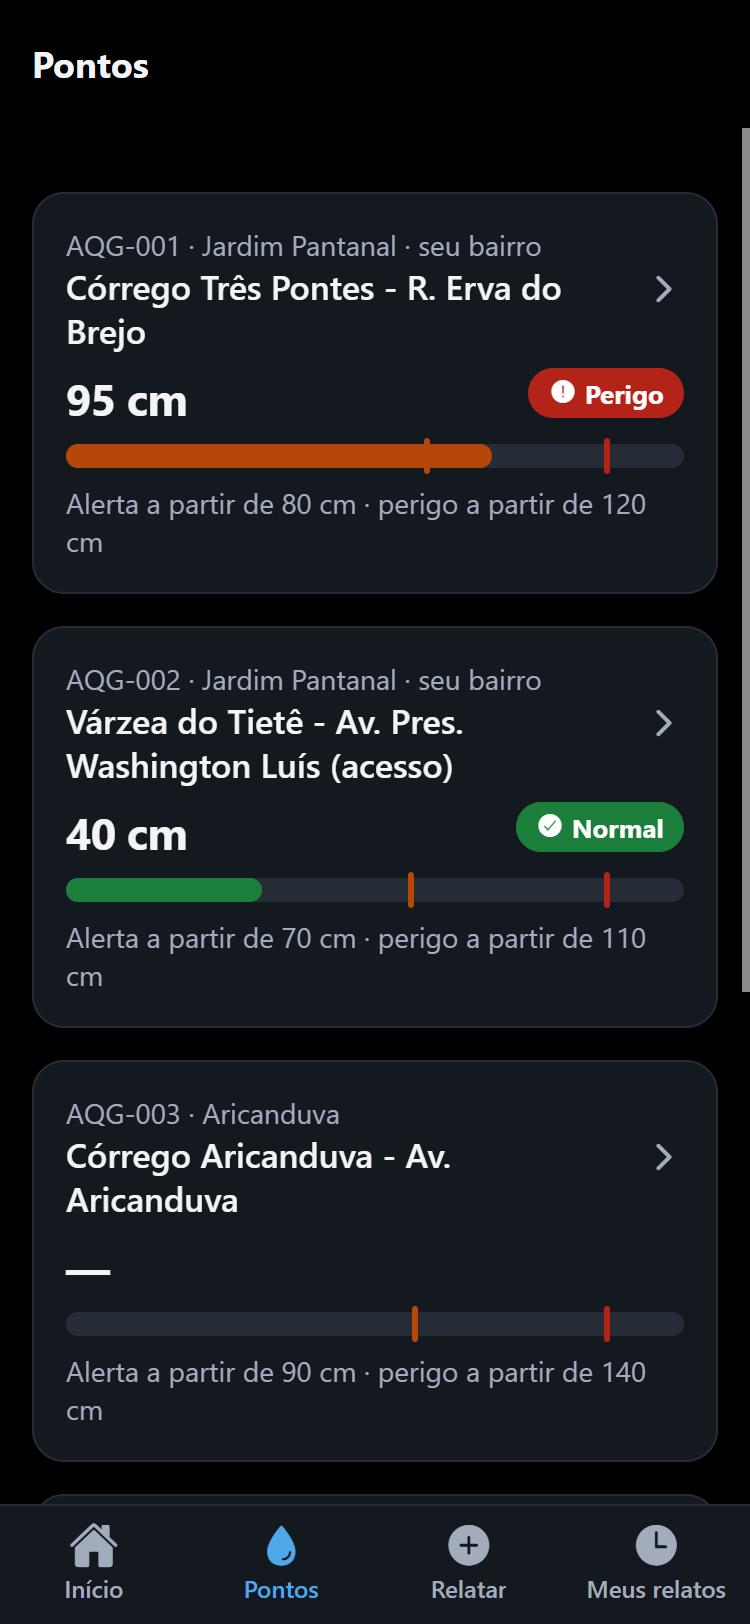 Pontos
AQG-001 · Jardim Pantanal · seu bairro
Córrego Três Pontes - R. Erva do
Brejo
95 cm
Perigo
Alerta a partir de 80 cm · perigo a partir de 120
cm
AQG-002 · Jardim Pantanal · seu bairro
Várzea do Tietê - Av. Pres.
Washington Luís (acesso)
40 cm
Normal
Alerta a partir de 70 cm · perigo a partir de 110
cm
AQG-003 · Aricanduva
Córrego Aricanduva - Av.
Aricanduva
—
Alerta a partir de 90 cm · perigo a partir de 140
cm
Início
Pontos
Relatar
Meus relatos